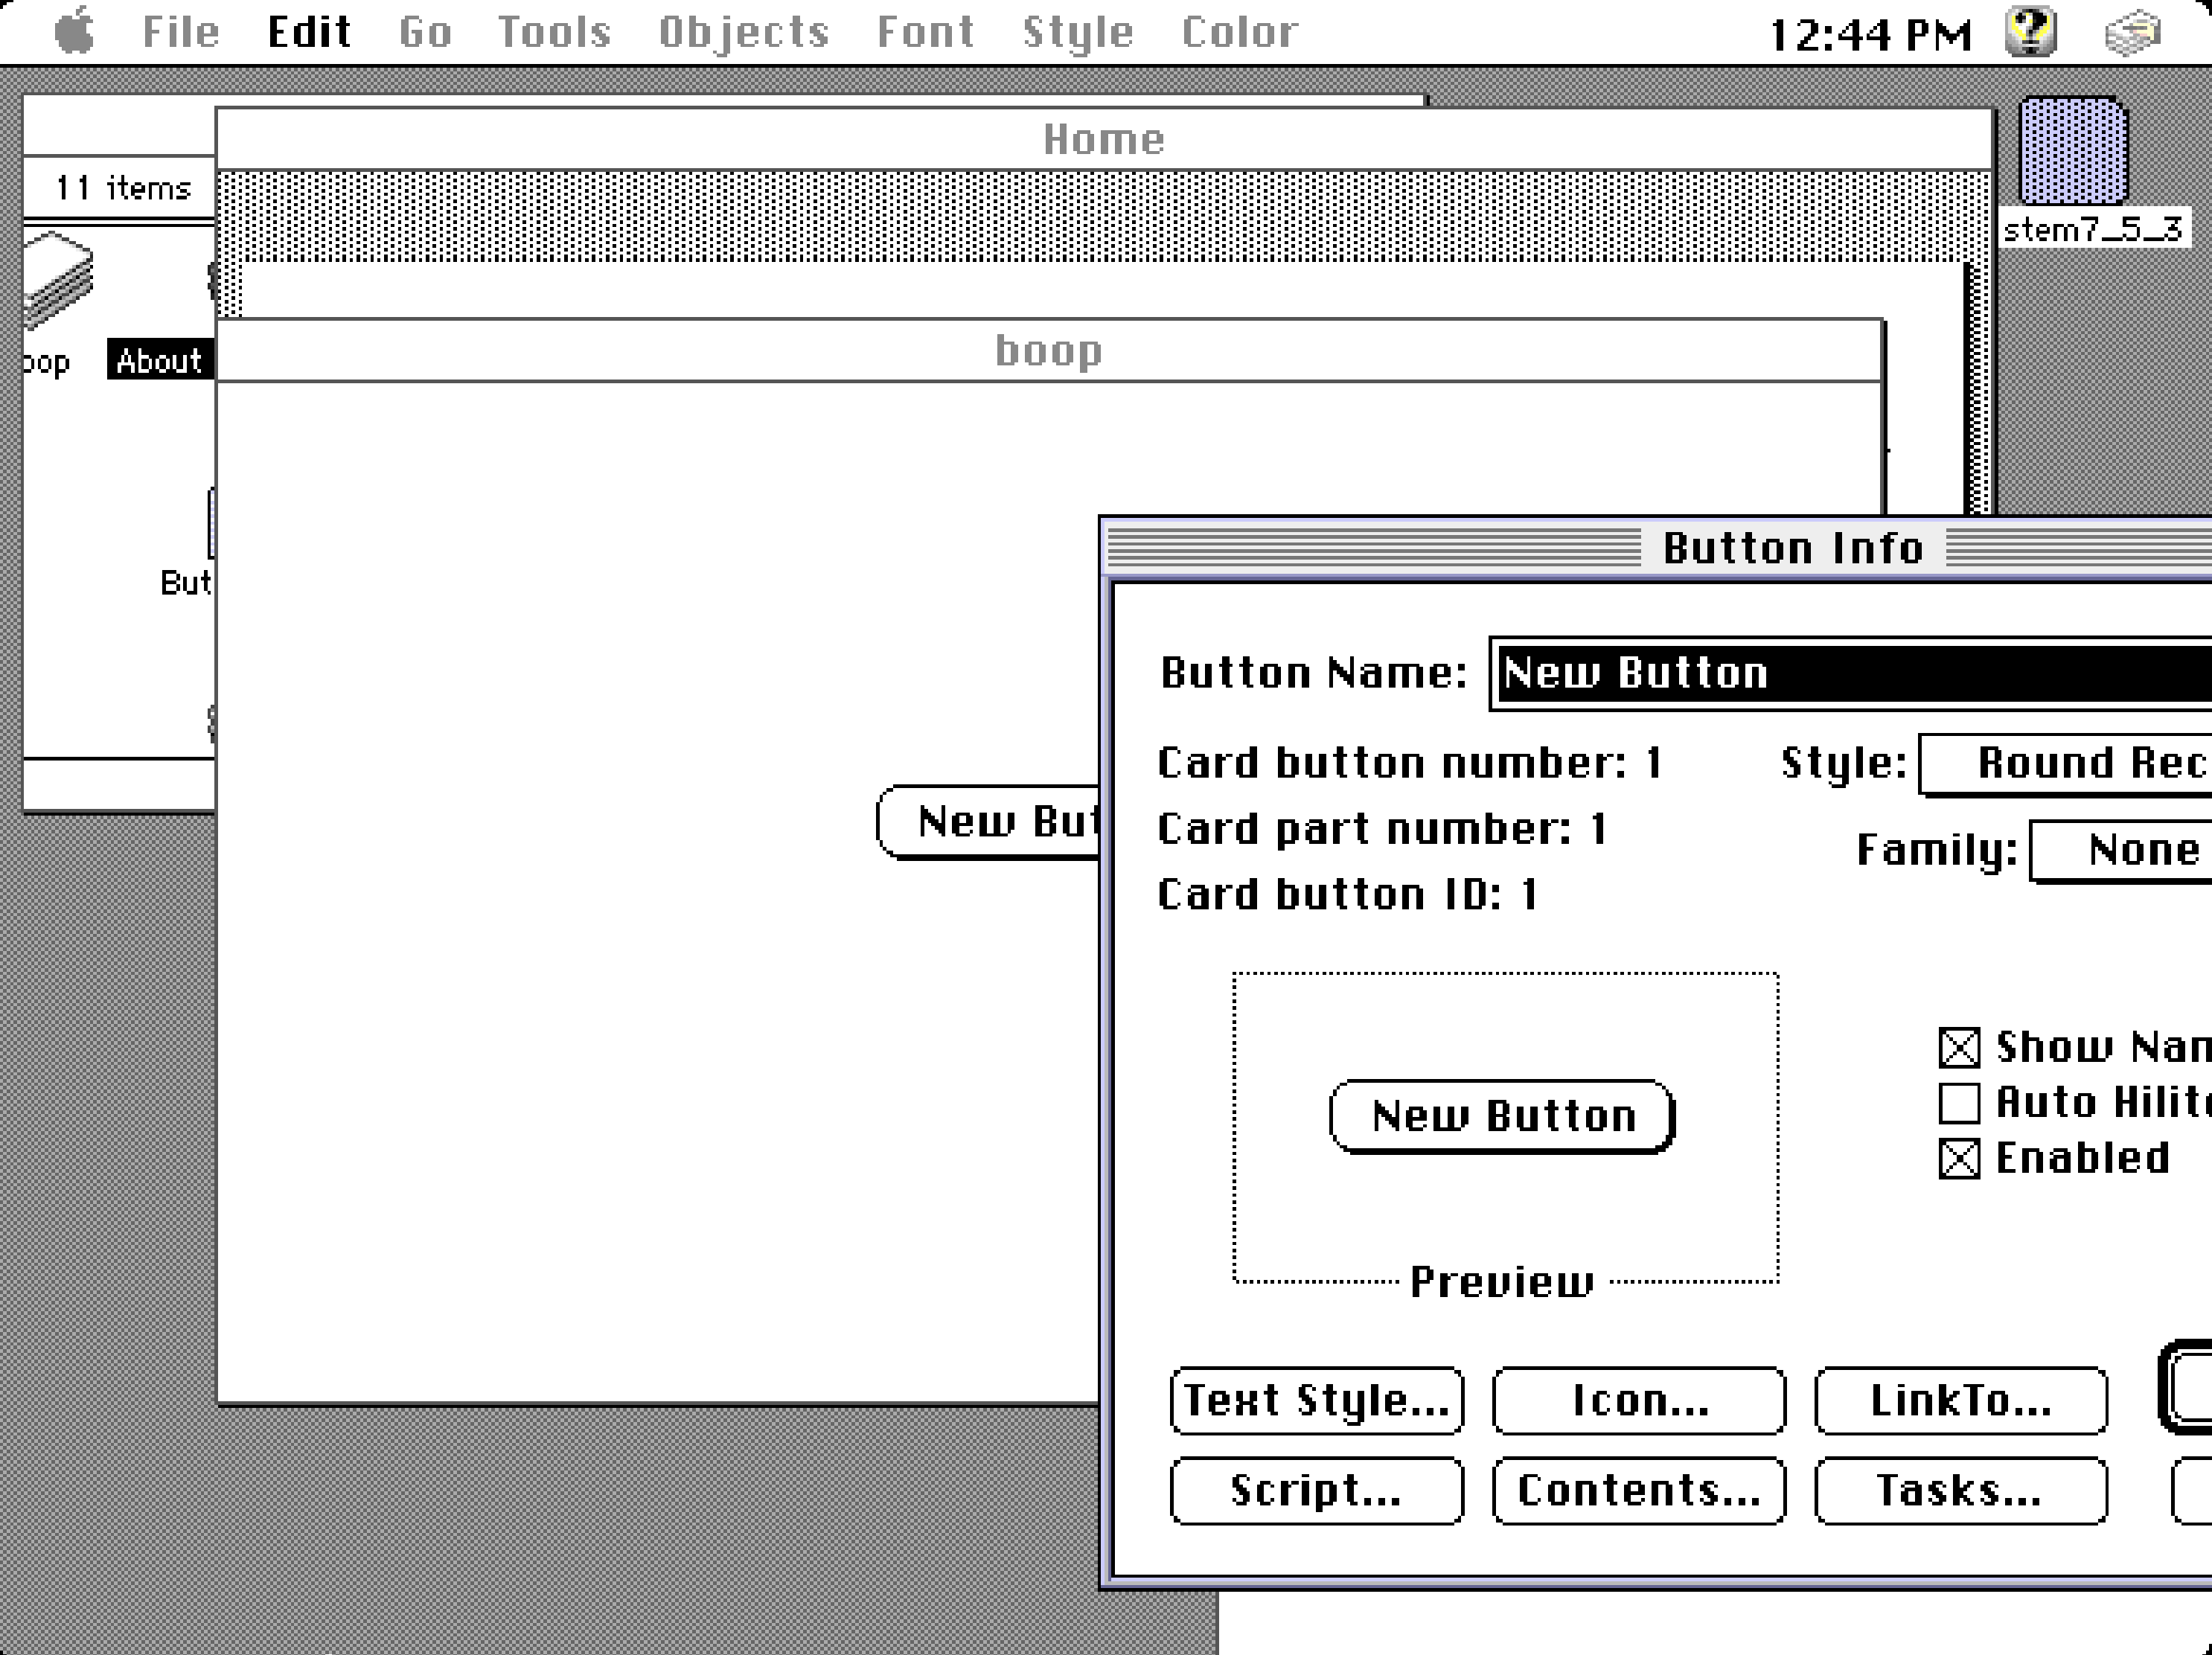 File Edit Go Tools Objects Font Style Color 12:44 PM
Home
11 items
stem7_5_3
oop
About
boop
But
Button Info
Button Name: New Button
Card button number: 1
Style: Round Rec
New But
Card part number: 1
Family: None
Card button ID: 1
Show Nam
Auto Hilite
Enabled
New Button
Preview
Text Style... Icon... LinkTo...
Script... Contents... Tasks...